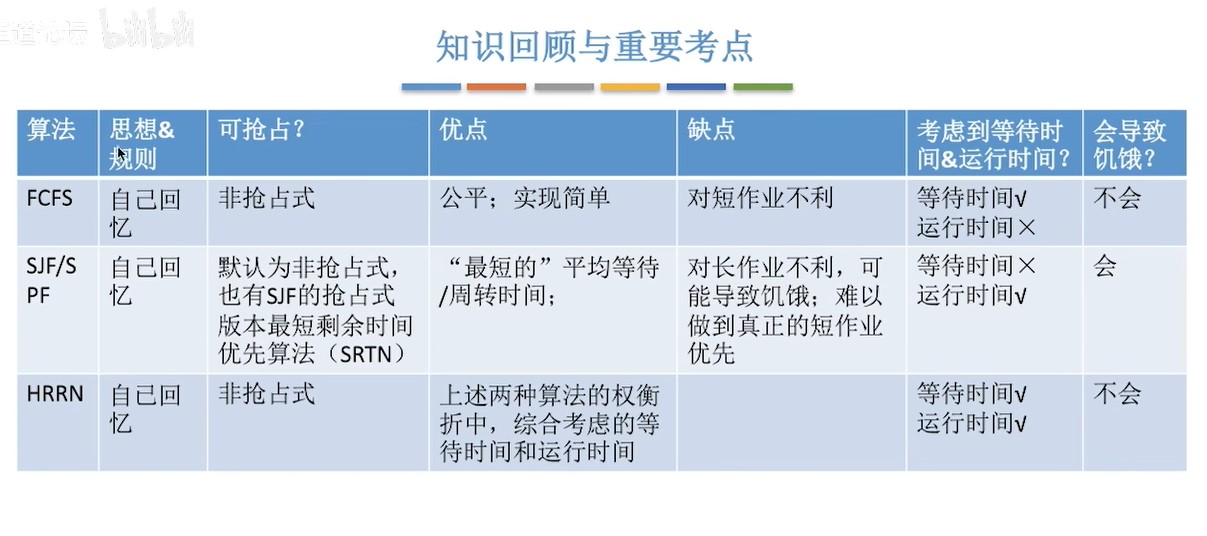 王道论坛 bilibili
知识回顾与重要考点
算法
思想&
规则
可抢占？
优点
缺点
考虑到等待时
间&运行时间？
会导致
饥饿？
FCFS
自己回
忆
非抢占式
公平；实现简单
对短作业不利
等待时间√
运行时间×
不会
SJF/S
PF
自己回
忆
默认为非抢占式，
也有SJF的抢占式
版本最短剩余时间
优先算法（SRTN）
“最短的”平均等待
/周转时间；
对长作业不利，可
能导致饥饿；难以
做到真正的短作业
优先
等待时间×
运行时间√
会
HRRN
自己回
忆
非抢占式
上述两种算法的权衡
折中，综合考虑的等
待时间和运行时间
等待时间√
运行时间√
不会